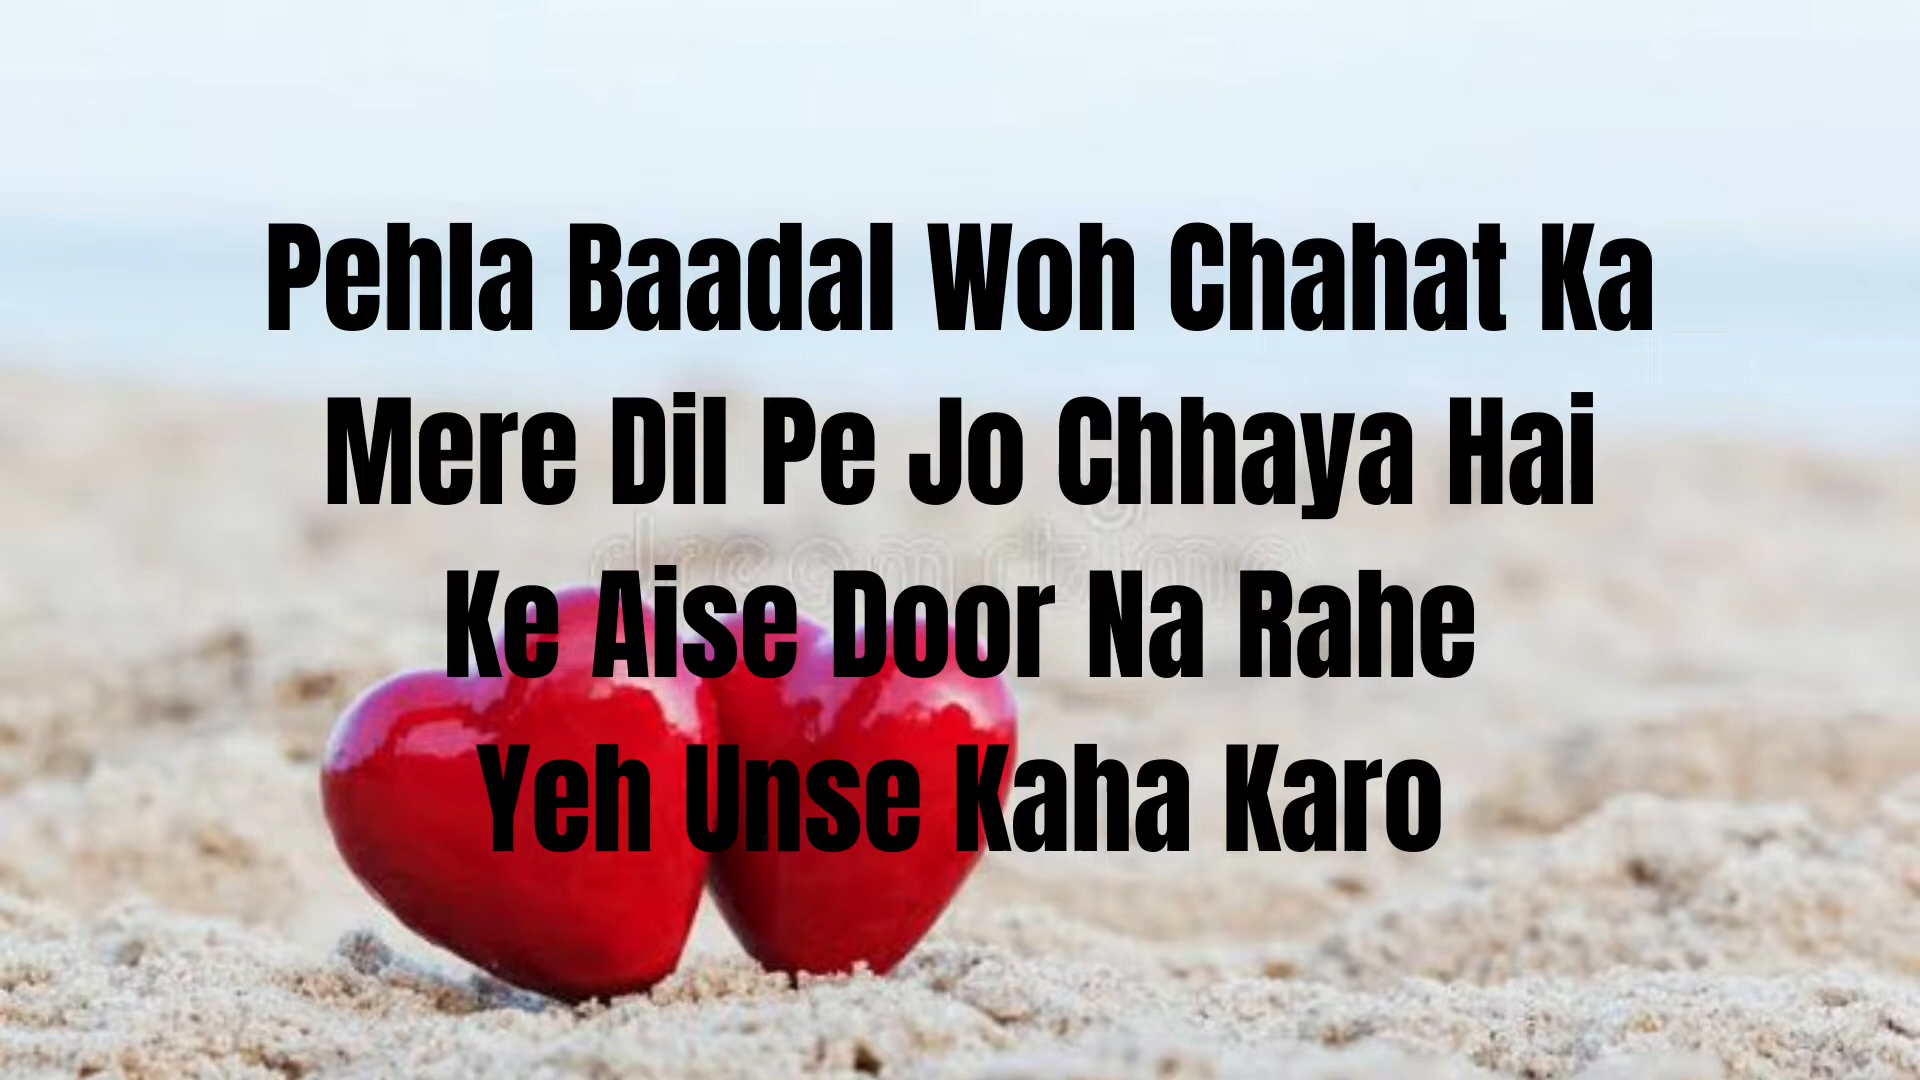 Pehla Baadal Woh Chahat Ka
Mere Dil Pe Jo Chhaya Hai
dreamstime
Ke Aise Door Na Rahe
Yeh Unse Kaha Karo